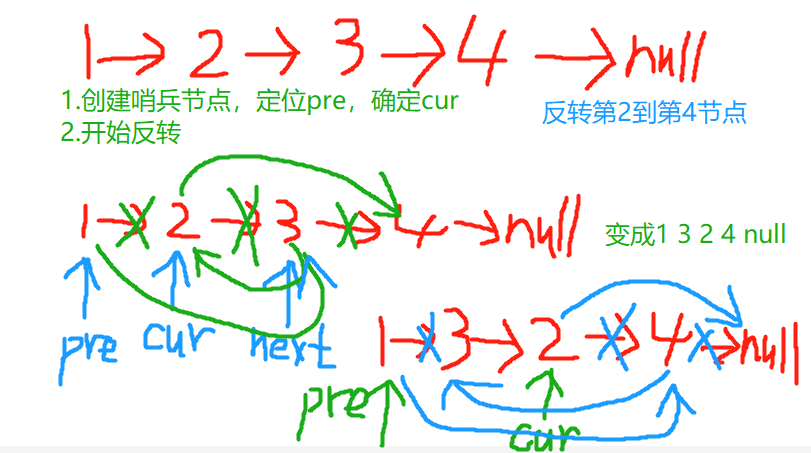 1 → 2 → 3 → 4 → null
1.创建哨兵节点，定位pre，确定cur
2.开始反转
反转第2到第4节点
1 → 2 → 3 → 4 → null
变成1 3 2 4 null
pre cur next
1 → 3 → 2 → 4 → null
pre
cur